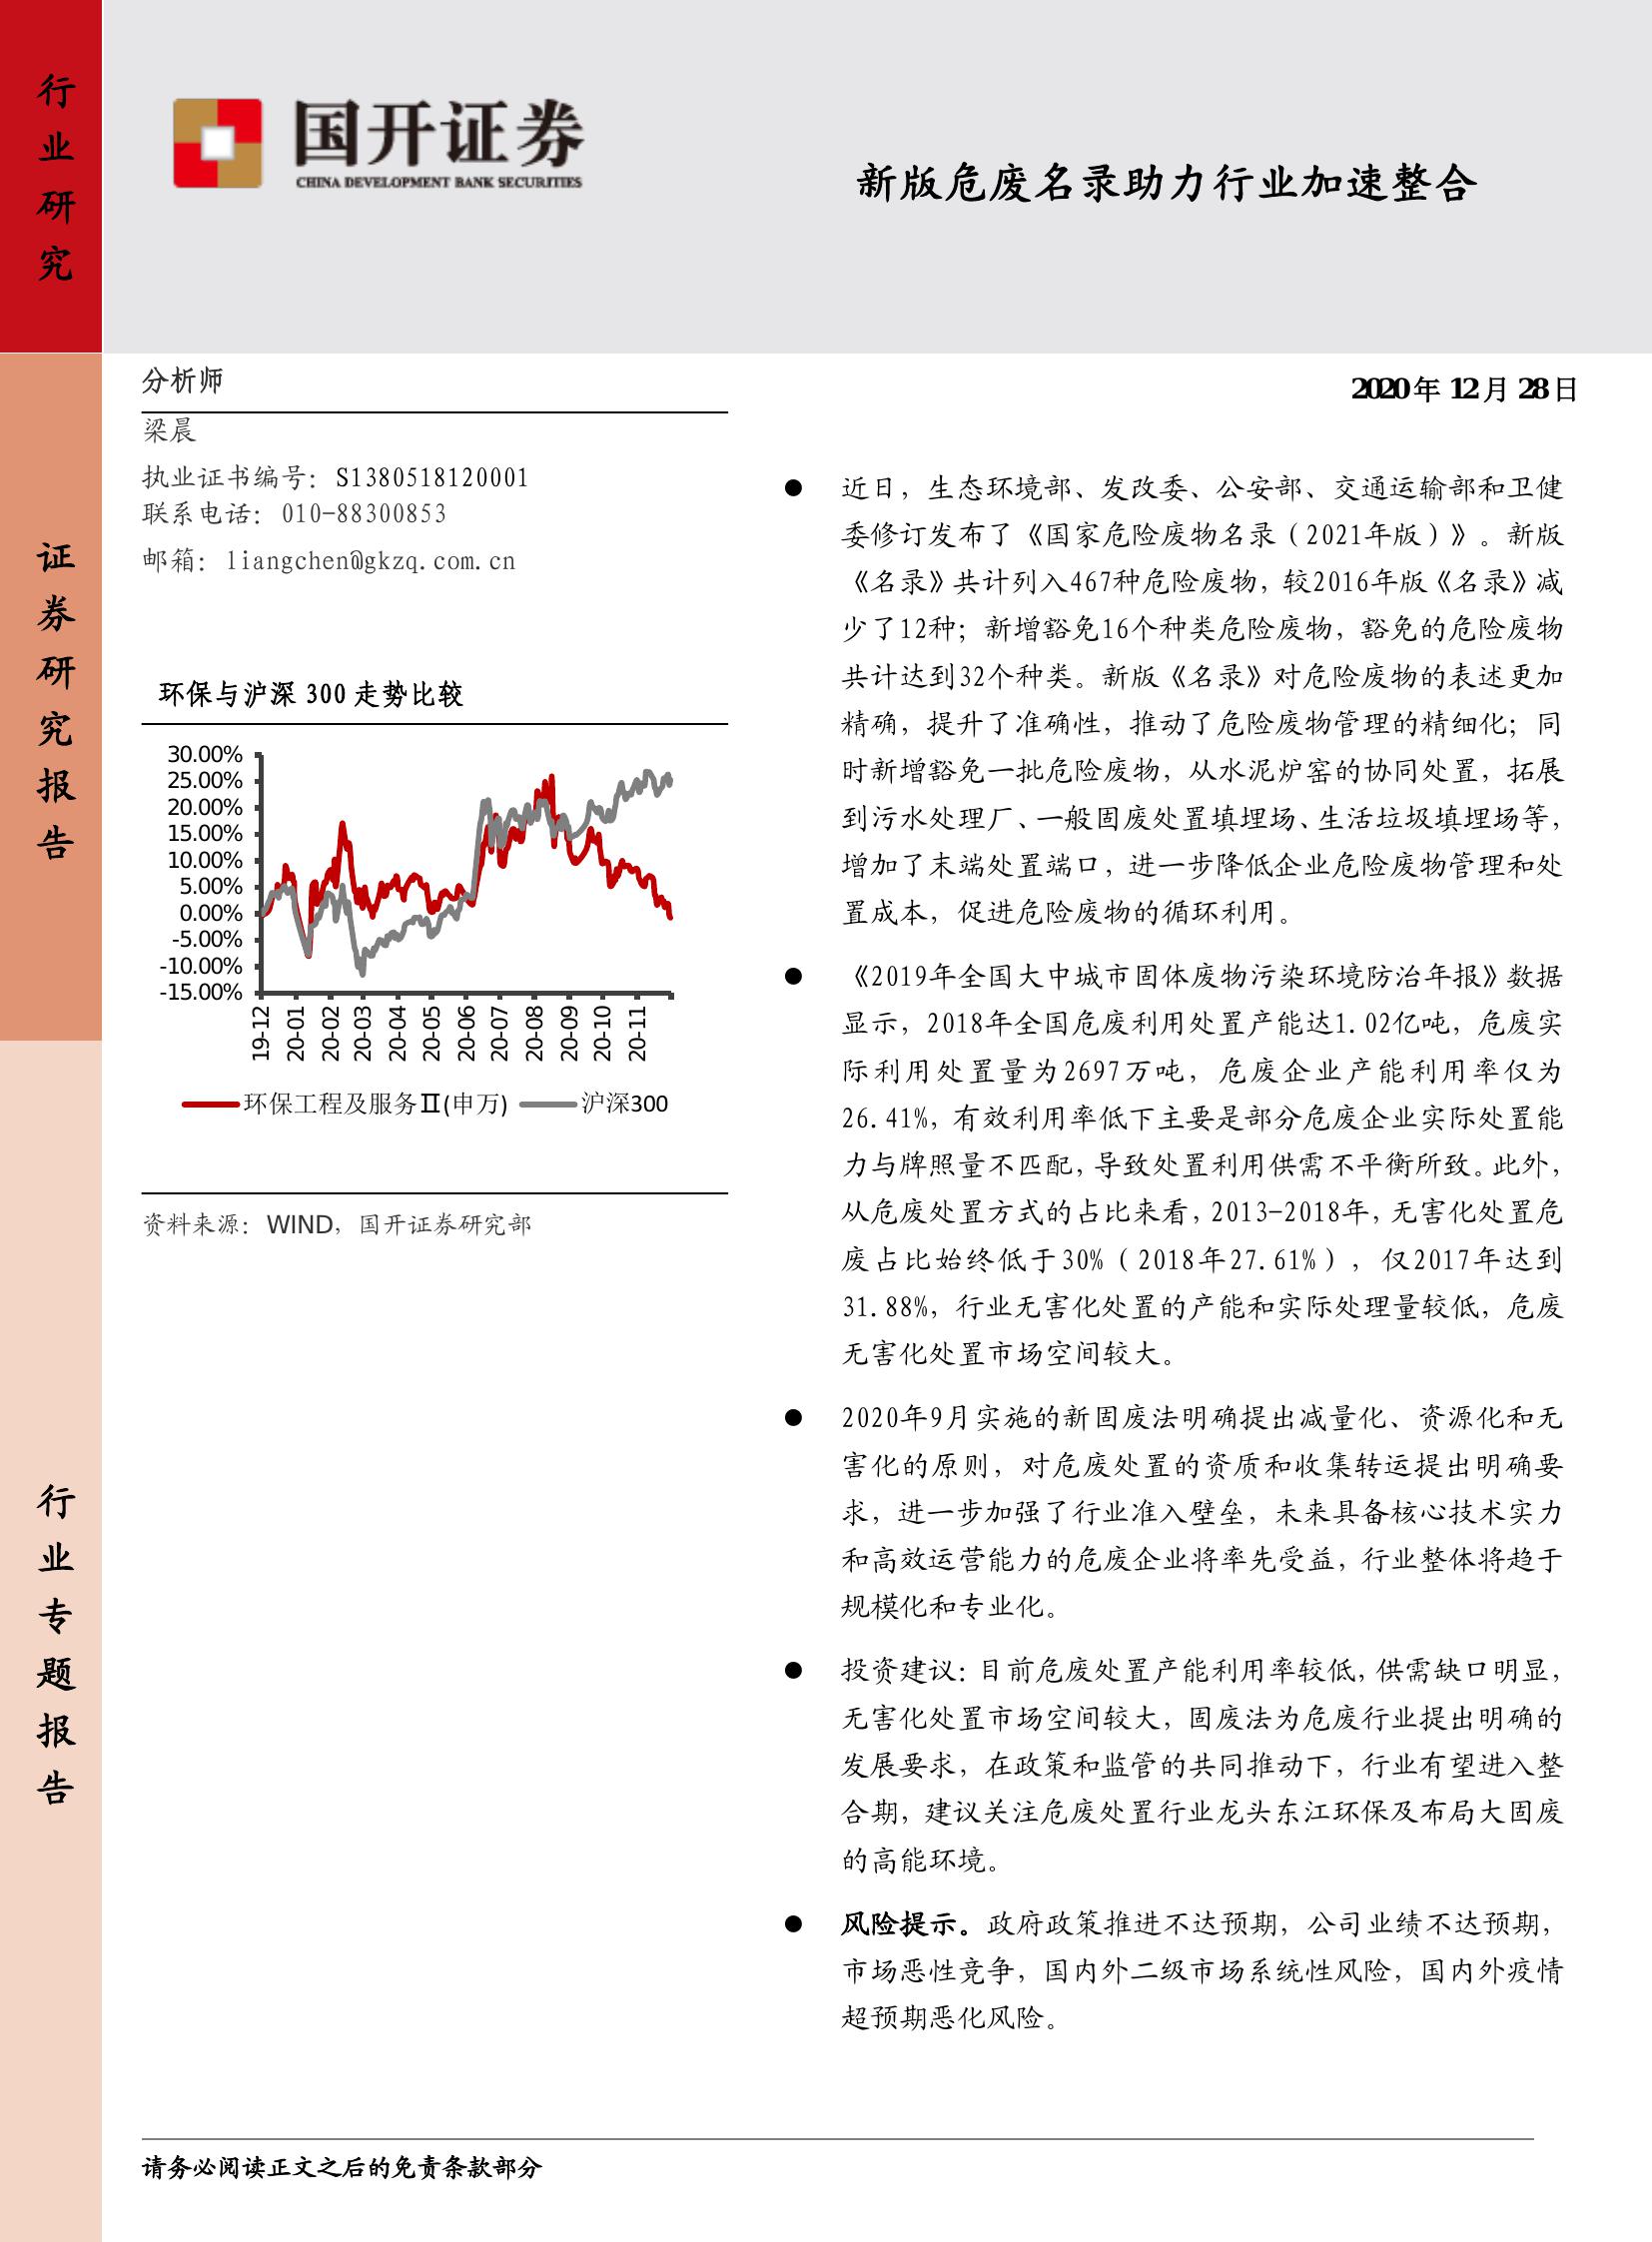 行业研究
证券研究报告
行业专题报告
国开证券
CHINA DEVELOPMENT BANK SECURITIES
新版危废名录助力行业加速整合
分析师
梁晨
执业证书编号：S1380518120001
联系电话：010-88300853
邮箱：liangchen@gkzq.com.cn
环保与沪深 300 走势比较
30.00%
25.00%
20.00%
15.00%
10.00%
5.00%
0.00%
-5.00%
-10.00%
-15.00%
19-12
20-01
20-02
20-03
20-04
20-05
20-06
20-07
20-08
20-09
20-10
20-11
环保工程及服务Ⅱ(申万)
沪深300
资料来源：WIND，国开证券研究部
2020 年 12 月 28 日
● 近日，生态环境部、发改委、公安部、交通运输部和卫健
委修订发布了《国家危险废物名录（2021年版）》。新版
《名录》共计列入467种危险废物，较2016年版《名录》减
少了12种；新增豁免16个种类危险废物，豁免的危险废物
共计达到32个种类。新版《名录》对危险废物的表述更加
精确，提升了准确性，推动了危险废物管理的精细化；同
时新增豁免一批危险废物，从水泥炉窑的协同处置，拓展
到污水处理厂、一般固废处置填埋场、生活垃圾填埋场等，
增加了末端处置端口，进一步降低企业危险废物管理和处
置成本，促进危险废物的循环利用。
● 《2019年全国大中城市固体废物污染环境防治年报》数据
显示，2018年全国危废利用处置产能达1.02亿吨，危废实
际利用处置量为2697万吨，危废企业产能利用率仅为
26.41%，有效利用率低下主要是部分危废企业实际处置能
力与牌照量不匹配，导致处置利用供需不平衡所致。此外，
从危废处置方式的占比来看，2013-2018年，无害化处置危
废占比始终低于30%（2018年27.61%），仅2017年达到
31.88%，行业无害化处置的产能和实际处理量较低，危废
无害化处置市场空间较大。
● 2020年9月实施的新固废法明确提出减量化、资源化和无
害化的原则，对危废处置的资质和收集转运提出明确要
求，进一步加强了行业准入壁垒，未来具备核心技术实力
和高效运营能力的危废企业将率先受益，行业整体将趋于
规模化和专业化。
● 投资建议：目前危废处置产能利用率较低，供需缺口明显，
无害化处置市场空间较大，固废法为危废行业提出明确的
发展要求，在政策和监管的共同推动下，行业有望进入整
合期，建议关注危废处置行业龙头东江环保及布局大固废
的高能环境。
● 风险提示。政府政策推进不达预期，公司业绩不达预期，
市场恶性竞争，国内外二级市场系统性风险，国内外疫情
超预期恶化风险。
请务必阅读正文之后的免责条款部分